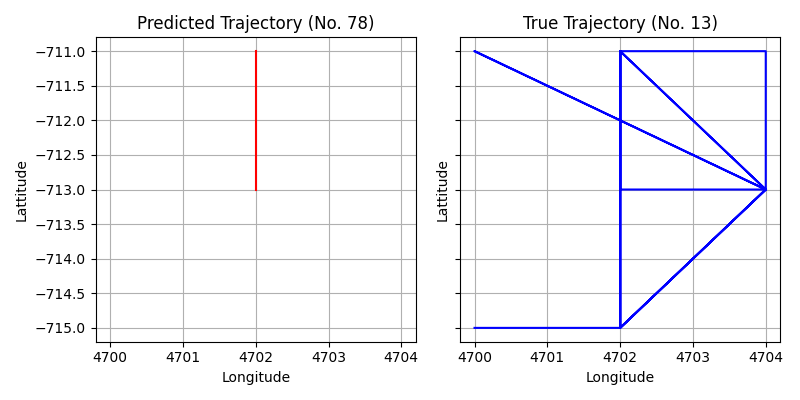 Predicted Trajectory (No. 78)
True Trajectory (No. 13)
Lattitude
−711.0
−711.5
−712.0
−712.5
−713.0
−713.5
−714.0
−714.5
−715.0
4700 4701 4702 4703 4704
Longitude
Lattitude
4700 4701 4702 4703 4704
Longitude